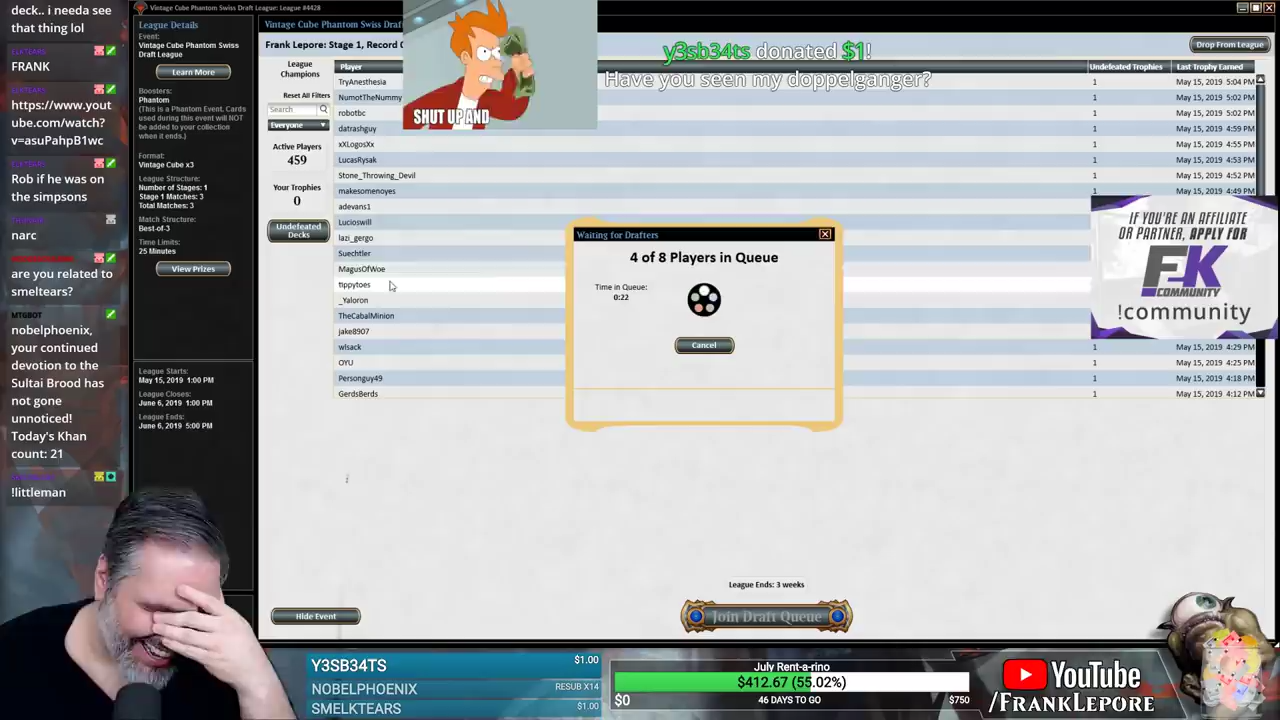 deck.. i need see
that thing lol
FRANK
https://www.yout
ube.com/watch?
v=asuPahpB1wc
Rob if he was on
the simpsons
narc
are you related to
smelters?
MTGBOT
nobelphoenix,
your continued
devotion to the
Sultai Brood has
not gone
unnoticed!
Today's Khan
count: 21
!littleman
Vintage Cube Phantom Swiss Draft League: League #4428
League Details
Event:
Vintage Cube Phantom Swiss
Draft League
Learn More
Boosters:
Phantom
(This is a Phantom Event. Cards
used during this event will NOT
be added to your collection
when it ends.)
Format:
Vintage Cube x3
League Structure:
Number of Stages: 1
Stage 1 Matches: 3
Total Matches: 3
Match Structure:
Best-of-3
Time Limits:
25 Minutes
View Prizes
League Starts:
May 15, 2019 1:00 PM
League Closes:
June 6, 2019 1:00 PM
League Ends:
June 6, 2019 5:00 PM
Vintage Cube Phantom Swiss Draf
Frank Lepore: Stage 1, Record
Drop From League
League
Champions
Reset All Filters
Search
Everyone
Active Players
459
Your Trophies
0
Undefeated
Decks
Player
Undefeated Trophies
Last Trophy Earned
TryAnesthesia
1
May 15, 2019 5:04 PM
NumotTheNummy
1
May 15, 2019 5:02 PM
robotbc
1
May 15, 2019 5:02 PM
datrashguy
1
May 15, 2019 4:59 PM
xXLogosXx
1
May 15, 2019 4:55 PM
LucasRysak
1
May 15, 2019 4:53 PM
Stone_Throwing_Devil
1
May 15, 2019 4:52 PM
makesomenoyes
1
May 15, 2019 4:49 PM
adevans1
Lucioswill
lazi_gergo
Suechtler
MagusOfWoe
tippytoes
_Yaloron
TheCabalMinion
jake8907
wlsack
1
May 15, 2019 4:29 PM
OYU
1
May 15, 2019 4:25 PM
Personguy49
1
May 15, 2019 4:18 PM
GerdsBerds
1
May 15, 2019 4:12 PM
SHUT UP AND
y3sb34ts donated $1!
Have you seen my doppelganger?
Waiting for Drafters
4 of 8 Players in Queue
Time in Queue:
0:22
Cancel
IF YOU'RE AN AFFILIATE
OR PARTNER, APPLY FOR
FK
COMMUNITY
!community
League Ends: 3 weeks
Hide Event
Join Draft Queue
Y3SB34TS
$1.00
NOBELPHOENIX
RESUB X14
SMELKTEARS
$1.00
July Rent-a-rino
$412.67 (55.02%)
$0
46 DAYS TO GO
$750
YouTube
/FRANKLEPORE